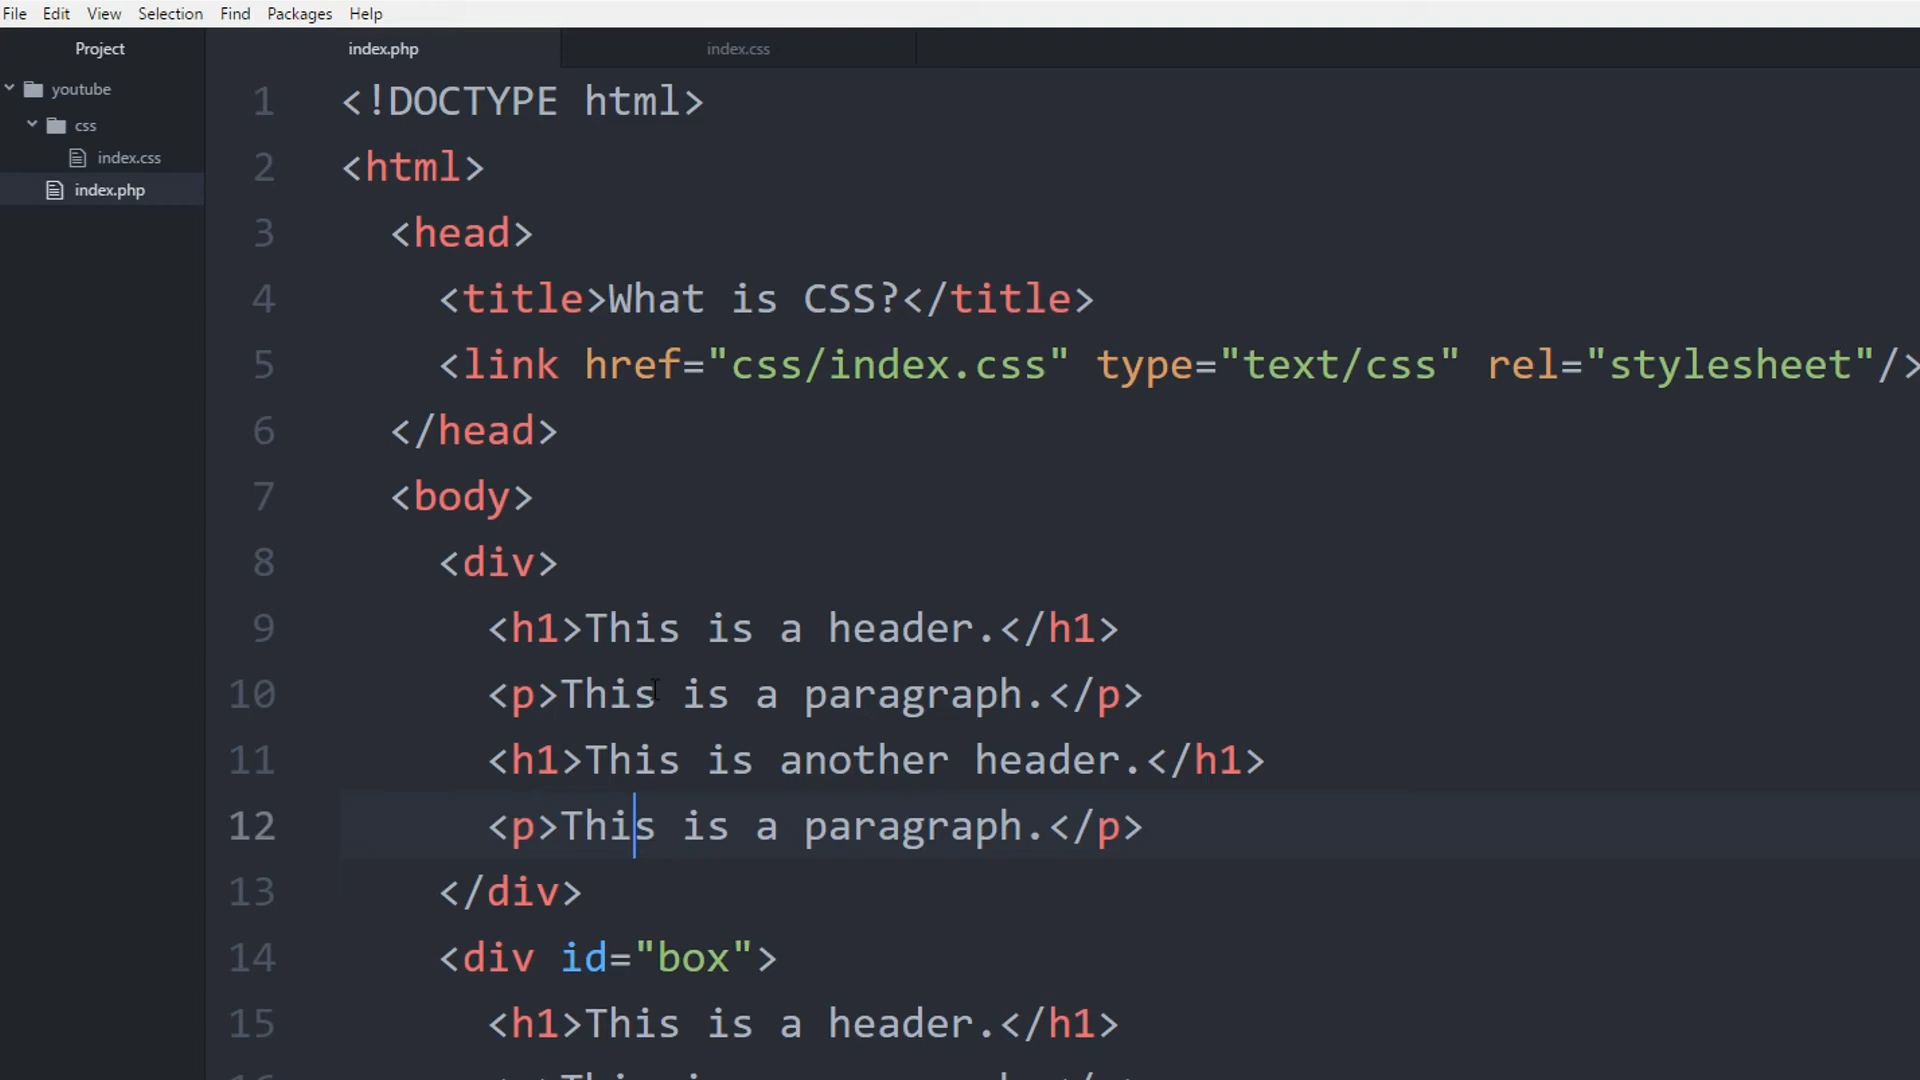 File Edit View Selection Find Packages Help
Project
index.php
index.css
youtube
css
index.css
index.php
1 <!DOCTYPE html>
2 <html>
3 <head>
4 <title>What is CSS?</title>
5 <link href="css/index.css" type="text/css" rel="stylesheet"/>
6 </head>
7 <body>
8 <div>
9 <h1>This is a header.</h1>
10 <p>This is a paragraph.</p>
11 <h1>This is another header.</h1>
12 <p>This is a paragraph.</p>
13 </div>
14 <div id="box">
15 <h1>This is a header.</h1>